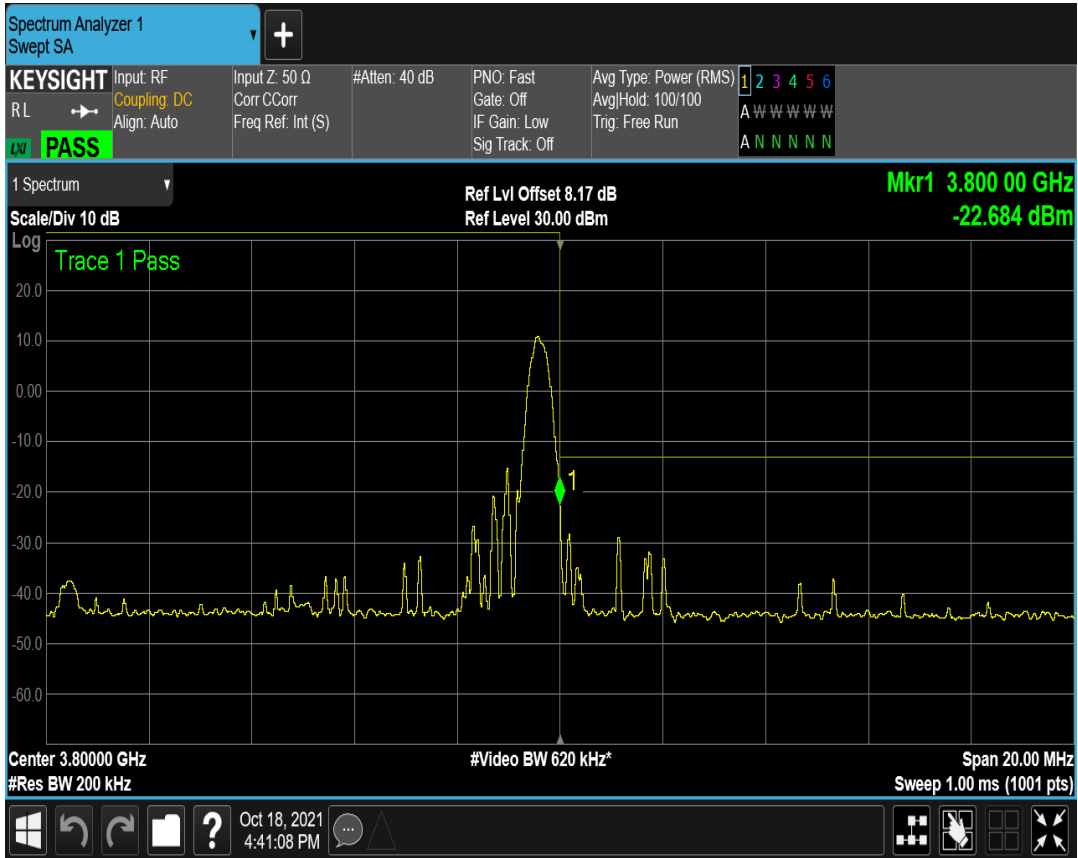 Spectrum Analyzer 1
Swept SA
+
KEYSIGHT Input: RF Input Z: 50 Ω #Atten: 40 dB PNO: Fast Avg Type: Power (RMS) 1 2 3 4 5 6
RL Coupling: DC Corr CCorr Gate: Off Avg|Hold: 100/100 A W W W W W
Align: Auto Freq Ref: Int (S) IF Gain: Low Trig: Free Run
LXI PASS Sig Track: Off A N N N N N
1 Spectrum Ref Lvl Offset 8.17 dB Mkr1 3.800 00 GHz
Scale/Div 10 dB Ref Level 30.00 dBm -22.684 dBm
Log
Trace 1 Pass
20.0
10.0
0.00
-10.0
1
-20.0
-30.0
-40.0
-50.0
-60.0
Center 3.80000 GHz #Video BW 620 kHz* Span 20.00 MHz
#Res BW 200 kHz Sweep 1.00 ms (1001 pts)
? Oct 18, 2021
4:41:08 PM